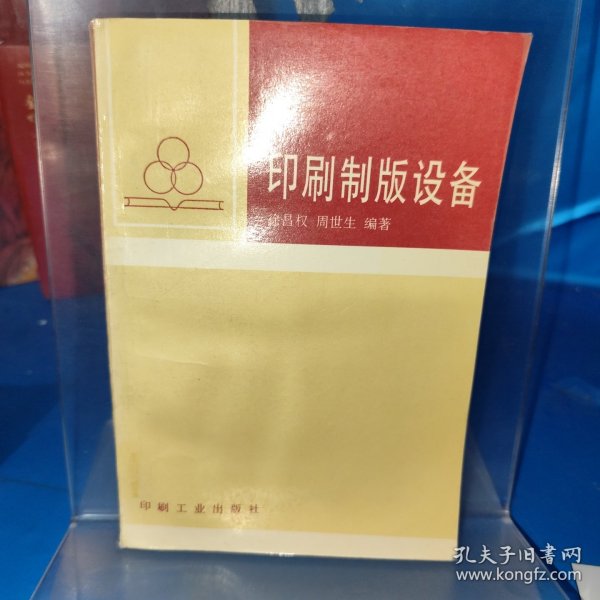 印刷制版设备
徐昌权 周世生 编著
印刷工业出版社
孔夫子旧书网
www.kongfz.com